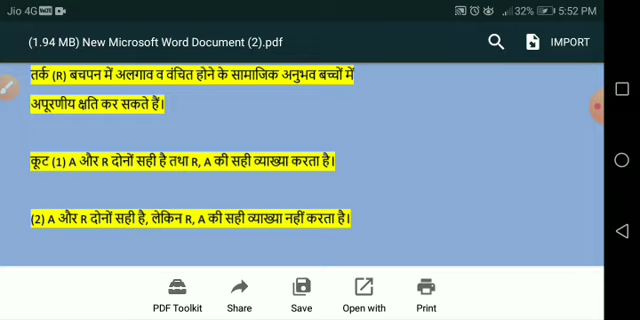 Jio 4G VoLTE 32% 5:52 PM
(1.94 MB) New Microsoft Word Document (2).pdf IMPORT
तर्क (R) बचपन में अलगाव व वंचित होने के सामाजिक अनुभव बच्चों में
अपूरणीय क्षति कर सकते हैं।
कूट (1) A और R दोनों सही है तथा R, A की सही व्याख्या करता है।
(2) A और R दोनों सही है, लेकिन R, A की सही व्याख्या नहीं करता है।
PDF Toolkit Share Save Open with Print